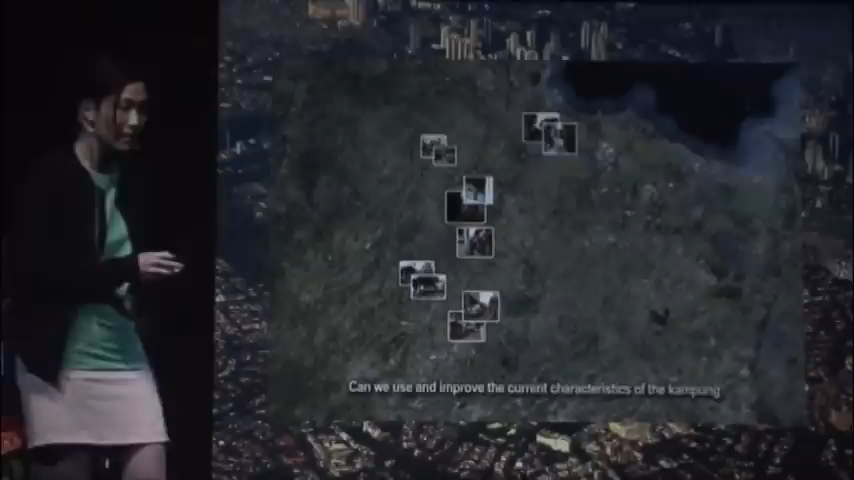 Can we use and improve the current characteristics of the kampung